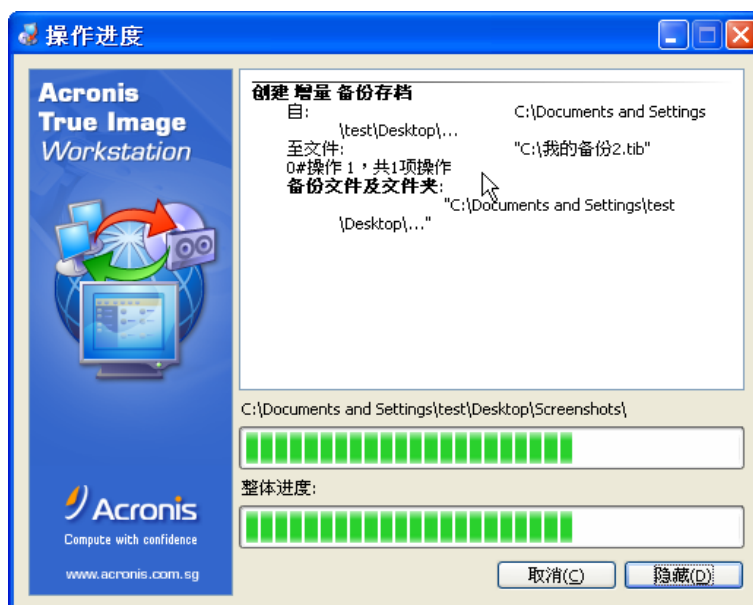 操作进度
Acronis
True Image
Workstation
创建 增量 备份存档
自: C:\Documents and Settings
\test\Desktop\...
至文件: "C:\我的备份2.tib"
0#操作 1，共1项操作
备份文件及文件夹:
"C:\Documents and Settings\test
\Desktop\..."
C:\Documents and Settings\test\Desktop\Screenshots\
整体进度:
Acronis
Compute with confidence
www.acronis.com.sg
取消(C)
隐藏(D)